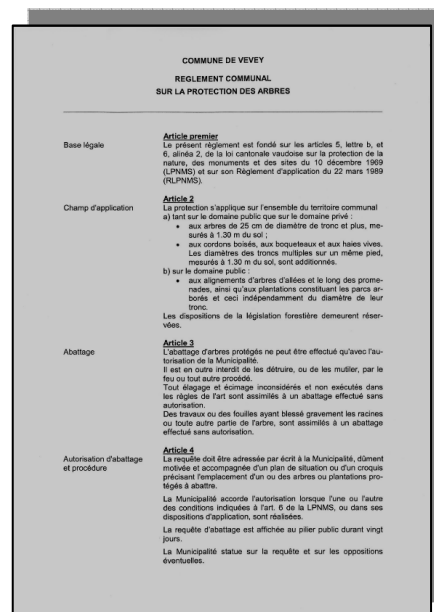 COMMUNE DE VEVEY
REGLEMENT COMMUNAL
SUR LA PROTECTION DES ARBRES
Base légale
Article premier
Le présent règlement est fondé sur les articles 5, lettre b, et
6, alinéa 2, de la loi cantonale vaudoise sur la protection de la
nature, des monuments et des sites du 10 décembre 1969
(LPNMS) et sur son Règlement d'application du 22 mars 1989
(RLPNMS).
Champ d'application
Article 2
La protection s'applique sur l'ensemble du territoire communal
a) tant sur le domaine public que sur le domaine privé :
• aux arbres de 25 cm de diamètre de tronc et plus, me-
surés à 1.30 m du sol ;
• aux cordons boisés, aux boqueteaux et aux haies vives.
Les diamètres des troncs multiples sur un même pied,
mesurés à 1.30 m du sol, sont additionnés.
b) sur le domaine public :
• aux alignements d'arbres d'allées et le long des prome-
nades, ainsi qu'aux plantations constituant les parcs ar-
borés et ceci indépendamment du diamètre de leur
tronc.
Les dispositions de la législation forestière demeurent réser-
vées.
Abattage
Article 3
L'abattage d'arbres protégés ne peut être effectué qu'avec l'au-
torisation de la Municipalité.
Il est en outre interdit de les détruire, ou de les mutiler, par le
feu ou tout autre procédé.
Tout élagage et écimage inconsidérés et non exécutés dans
les règles de l'art sont assimilés à un abattage effectué sans
autorisation.
Des travaux ou des fouilles ayant blessé gravement les racines
ou toute autre partie de l'arbre, sont assimilés à un abattage
effectué sans autorisation.
Autorisation d'abattage
et procédure
Article 4
La requête doit être adressée par écrit à la Municipalité, dûment
motivée et accompagnée d'un plan de situation ou d'un croquis
précisant l'emplacement d'un ou des arbres ou plantations pro-
tégés à abattre.
La Municipalité accorde l'autorisation lorsque l'une ou l'autre
des conditions indiquées à l'art. 6 de la LPNMS, ou dans ses
dispositions d'application, sont réalisées.
La requête d'abattage est affichée au pilier public durant vingt
jours.
La Municipalité statue sur la requête et sur les oppositions
éventuelles.